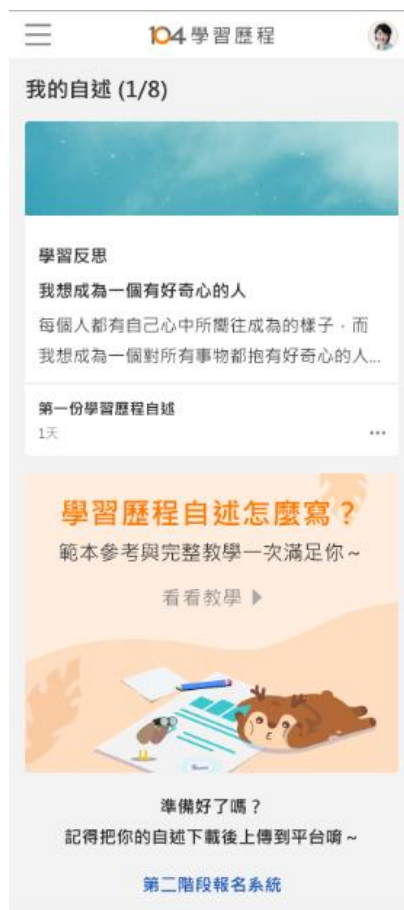 104 學習歷程
我的自述 (1/8)
學習反思
我想成為一個有好奇心的人
每個人都有自己心中所嚮往成為的樣子，而
我想成為一個對所有事物都抱有好奇心的人...
第一份學習歷程自述
1天
學習歷程自述怎麼寫？
範本參考與完整教學一次滿足你~
看看教學 ▶
準備好了嗎？
記得把你的自述下載後上傳到平台唷~
第二階段報名系統